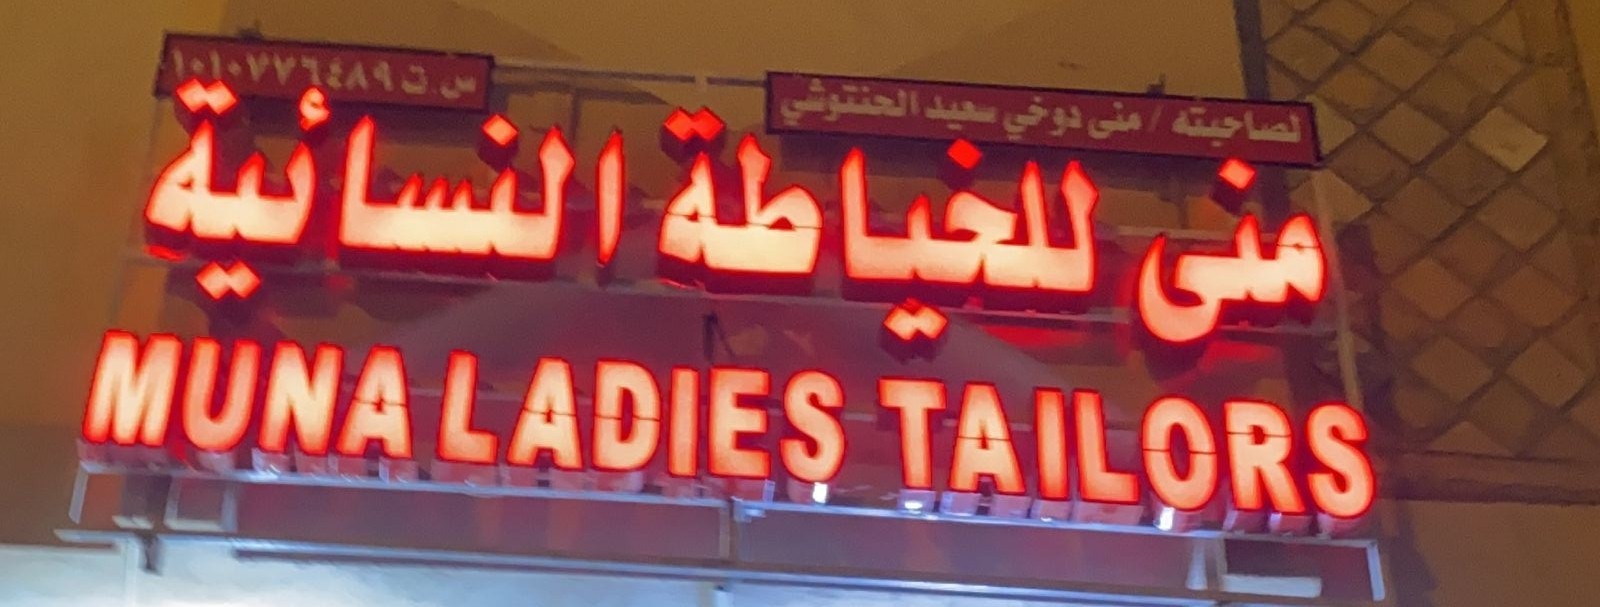 لصاحبته / منى دوخي سعيد الحنتوشي
س.ت ١٠١٠٧٧٦٤٨٩
منى للخياطة النسائية
MUNA LADIES TAILORS